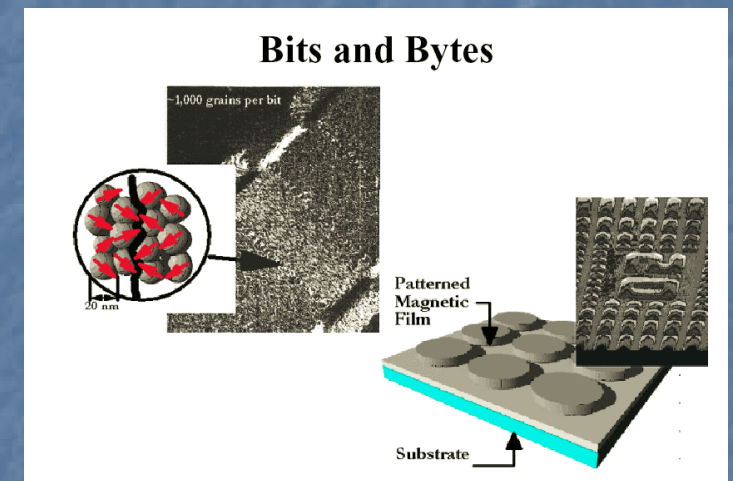 Bits and Bytes
~1,000 grains per bit
20 nm
Patterned
Magnetic
Film
Substrate